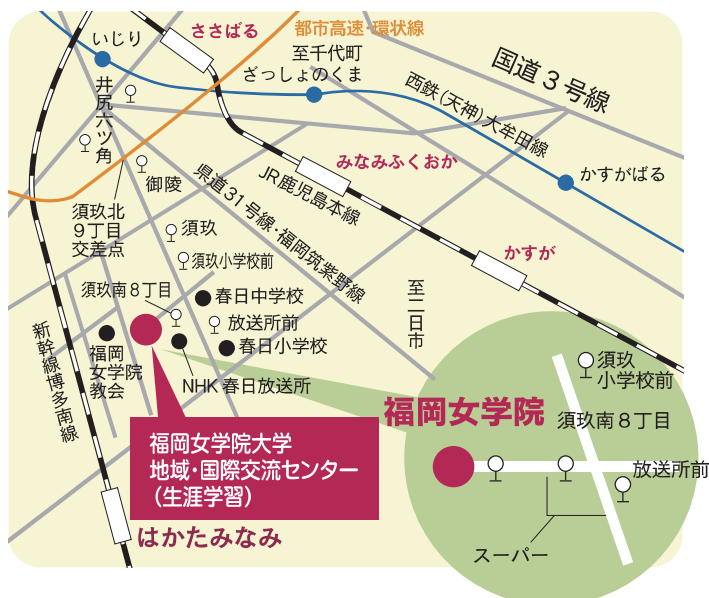 ささばる
都市高速・環状線
いじり
至千代町
ざっしょのくま
国道3号線
西鉄(天神)大牟田線
井尻六ツ角
みなみふくおか
かすがばる
御陵
県道31号線・福岡筑紫野線
JR鹿児島本線
須玖北
9丁目
交差点
須玖
かすが
須玖小学校前
須玖南8丁目
春日中学校
至二日市
放送所前
新幹線博多南線
福岡
女学院
教会
春日小学校
NHK春日放送所
須玖
小学校前
福岡女学院
須玖南8丁目
福岡女学院大学
地域・国際交流センター
(生涯学習)
放送所前
はかたみなみ
スーパー